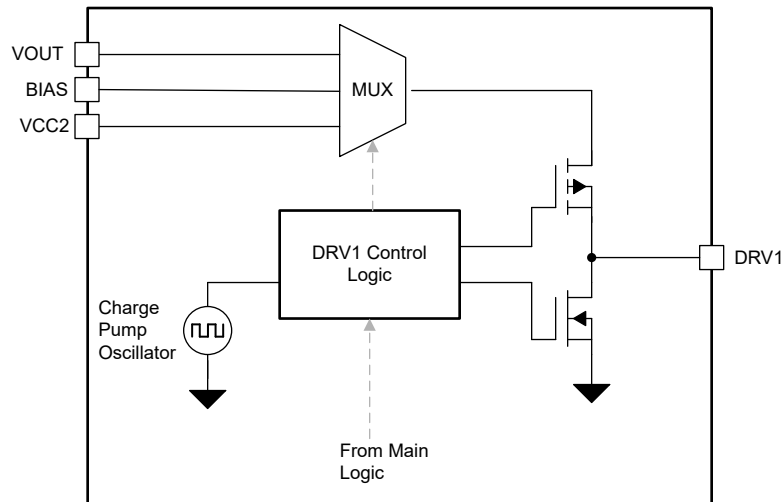 VOUT
BIAS
VCC2
MUX
DRV1 Control
Logic
DRV1
Charge
Pump
Oscillator
From Main
Logic